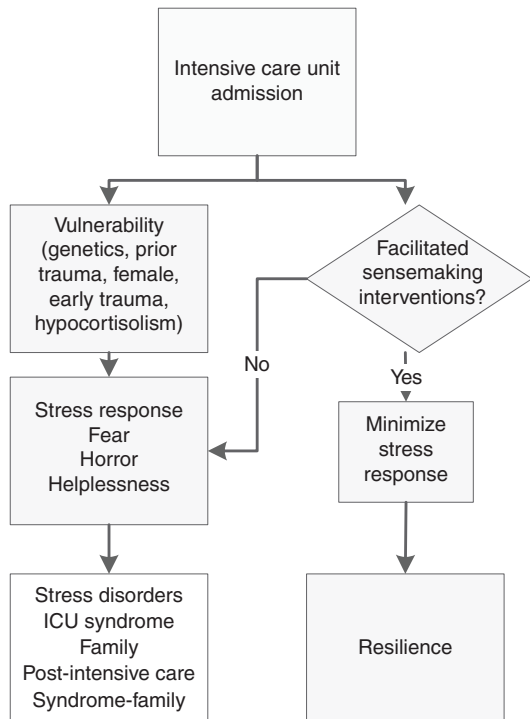 Intensive care unit
admission
Vulnerability
(genetics, prior
trauma, female,
early trauma,
hypocortisolism)
Facilitated
sensemaking
interventions?
No
Yes
Stress response
Fear
Horror
Helplessness
Minimize
stress
response
Stress disorders
ICU syndrome
Family
Post-intensive care
Syndrome-family
Resilience